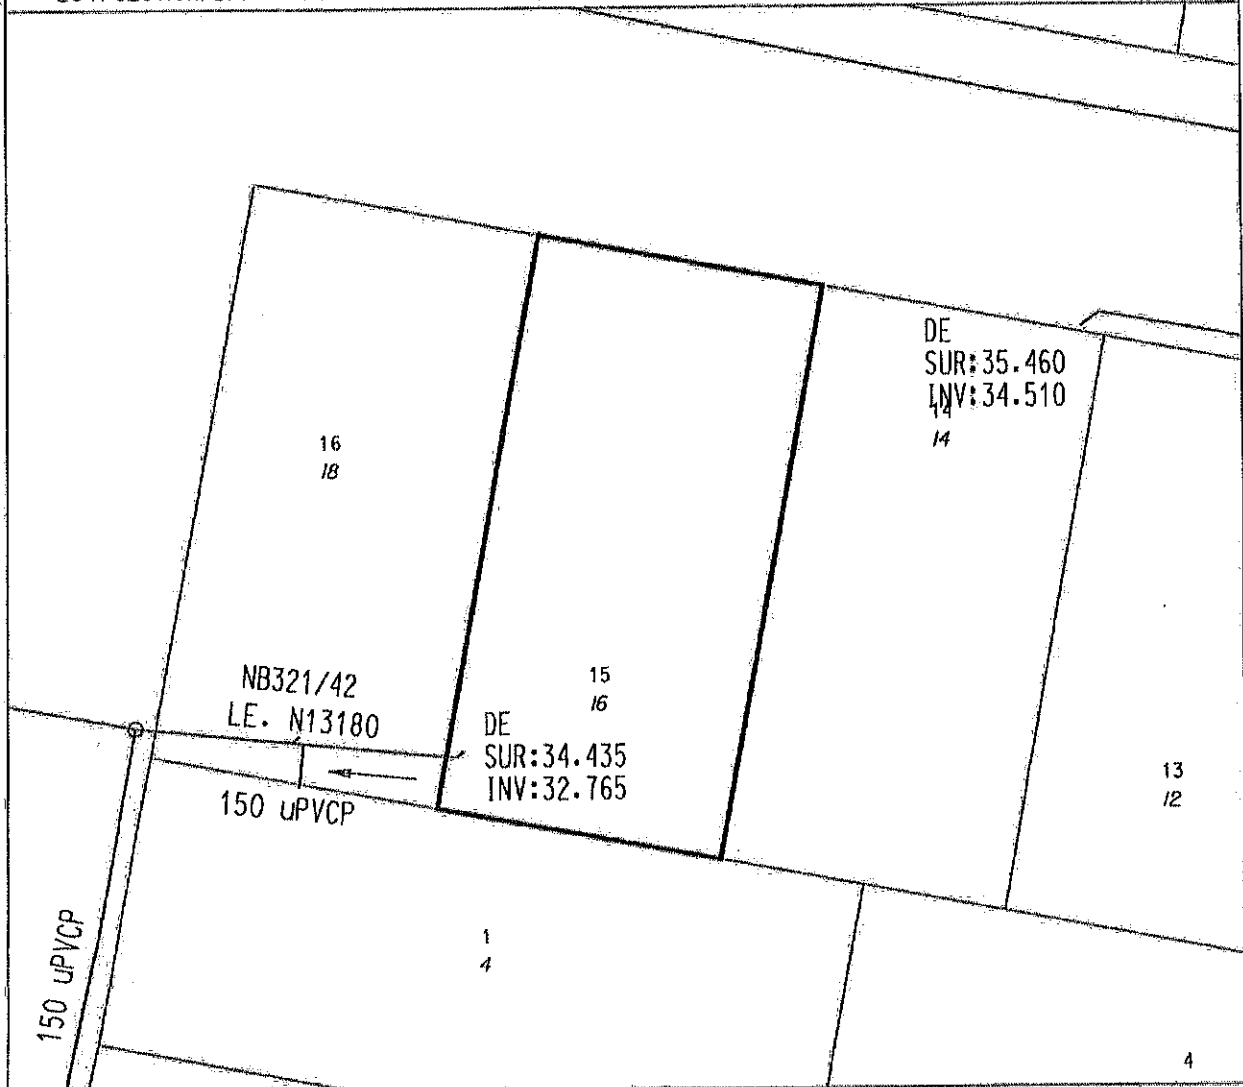 DE
SUR:35.460
INV:34.510
14
14
16
18
NB321/42
LE. N13180
15
16
DE
SUR:34.435
INV:32.765
150 uPVCP
13
12
1
4
150 uPVCP
4